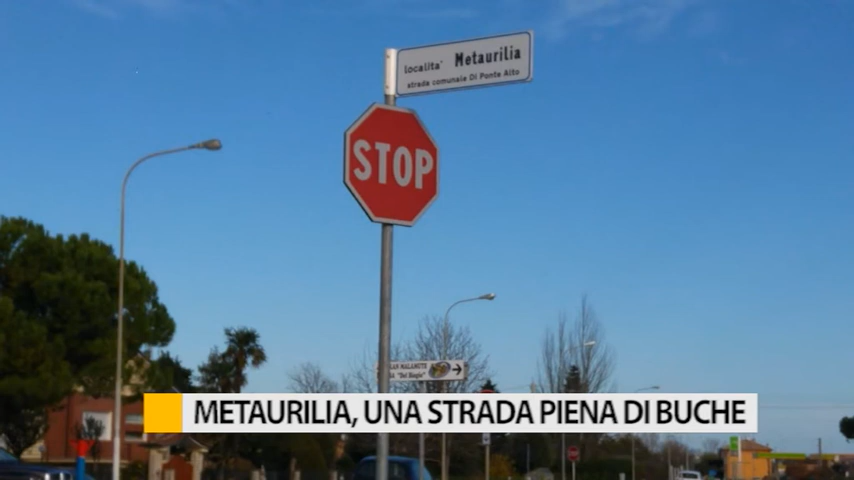 localita' Metaurilia
strada comunale Di Ponte Alto
STOP
METAURILIA, UNA STRADA PIENA DI BUCHE